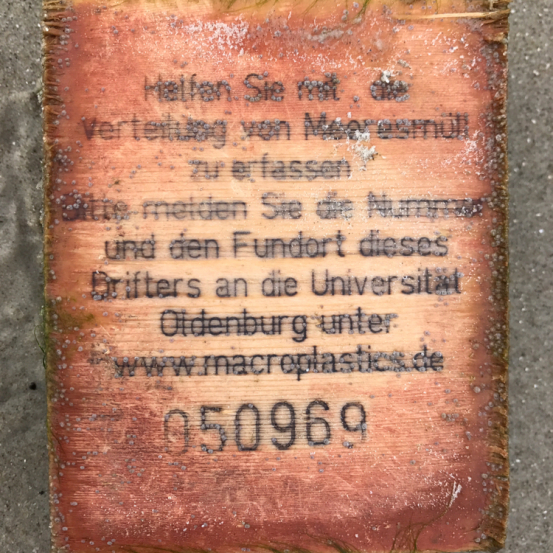 Helfen Sie mit, die
Verteilung von Meeresmüll
zu erfassen
Bitte melden Sie die Nummer
und den Fundort dieses
Drifters an die Universität
Oldenburg unter
www.macroplastics.de
050969